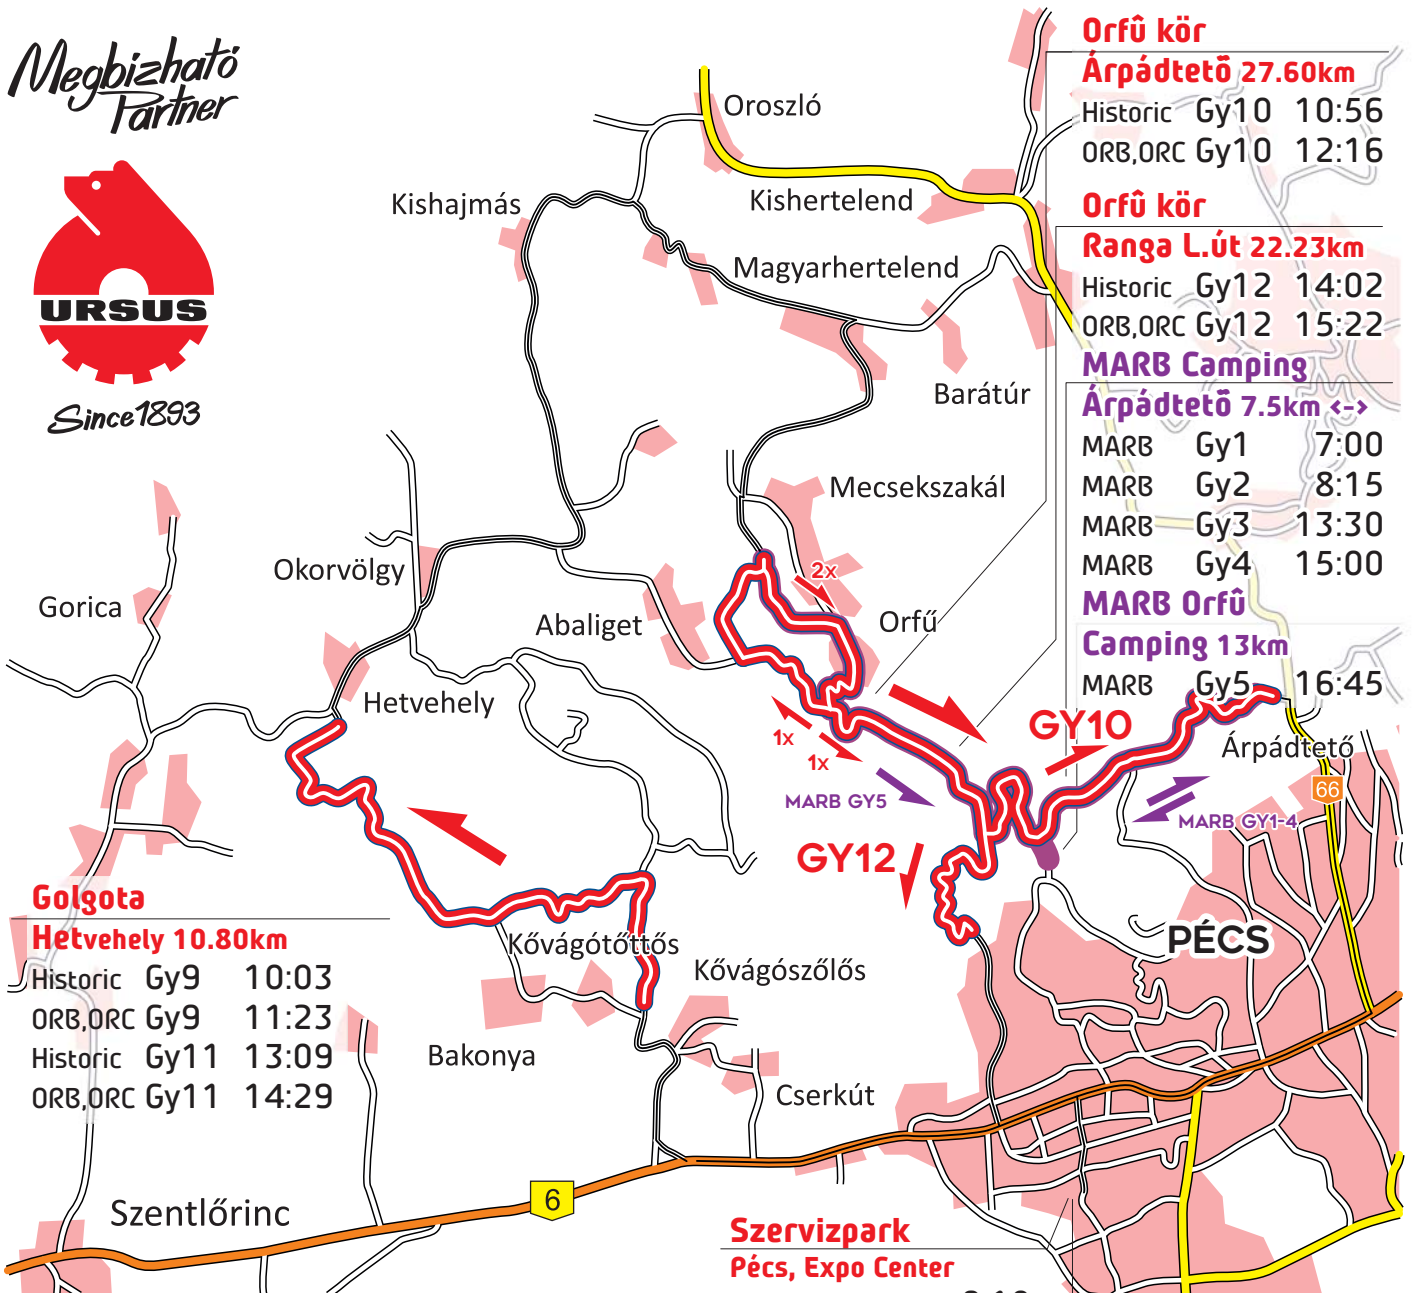 Megbizható
Partner
URSUS
Since 1893
Orfû kör
Árpádtető 27.60km
Historic Gy10 10:56
ORB,ORC Gy10 12:16
Orfû kör
Ranga L.út 22.23km
Historic Gy12 14:02
ORB,ORC Gy12 15:22
MARB Camping
Árpádtető 7.5km <->
MARB Gy1 7:00
MARB Gy2 8:15
MARB Gy3 13:30
MARB Gy4 15:00
MARB Orfû
Camping 13km
MARB Gy5 16:45
Oroszló
Kishajmás
Kishertelend
Magyarhertelend
Barátúr
Mecsekszakál
Okorvölgy
Gorica
Abaliget
Orfű
2x
Hetvehely
1x
1x
GY10
Árpádtető
66
MARB GY5
MARB GY1-4
GY12
PÉCS
Golgota
Hetvehely 10.80km
Historic Gy9 10:03
ORB,ORC Gy9 11:23
Historic Gy11 13:09
ORB,ORC Gy11 14:29
Kővágótőttős
Kővágószőlős
Bakonya
Cserkút
6
Szentlőrinc
Szervizpark
Pécs, Expo Center